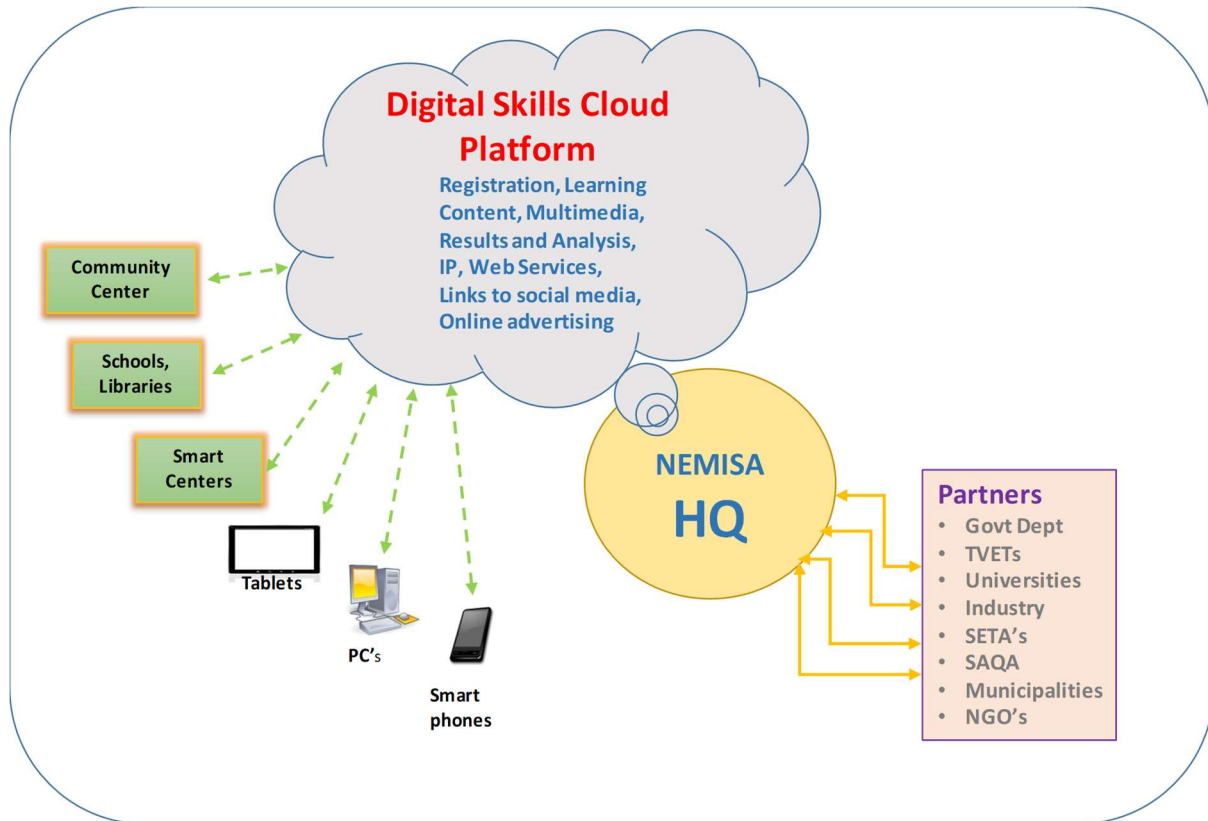 Digital Skills Cloud
Platform
Registration, Learning
Content, Multimedia,
Results and Analysis,
IP, Web Services,
Links to social media,
Online advertising
Community
Center
Schools,
Libraries
Smart
Centers
Tablets
PC's
Smart
phones
NEMISA
HQ
Partners
• Govt Dept
• TVETs
• Universities
• Industry
• SETA's
• SAQA
• Municipalities
• NGO's